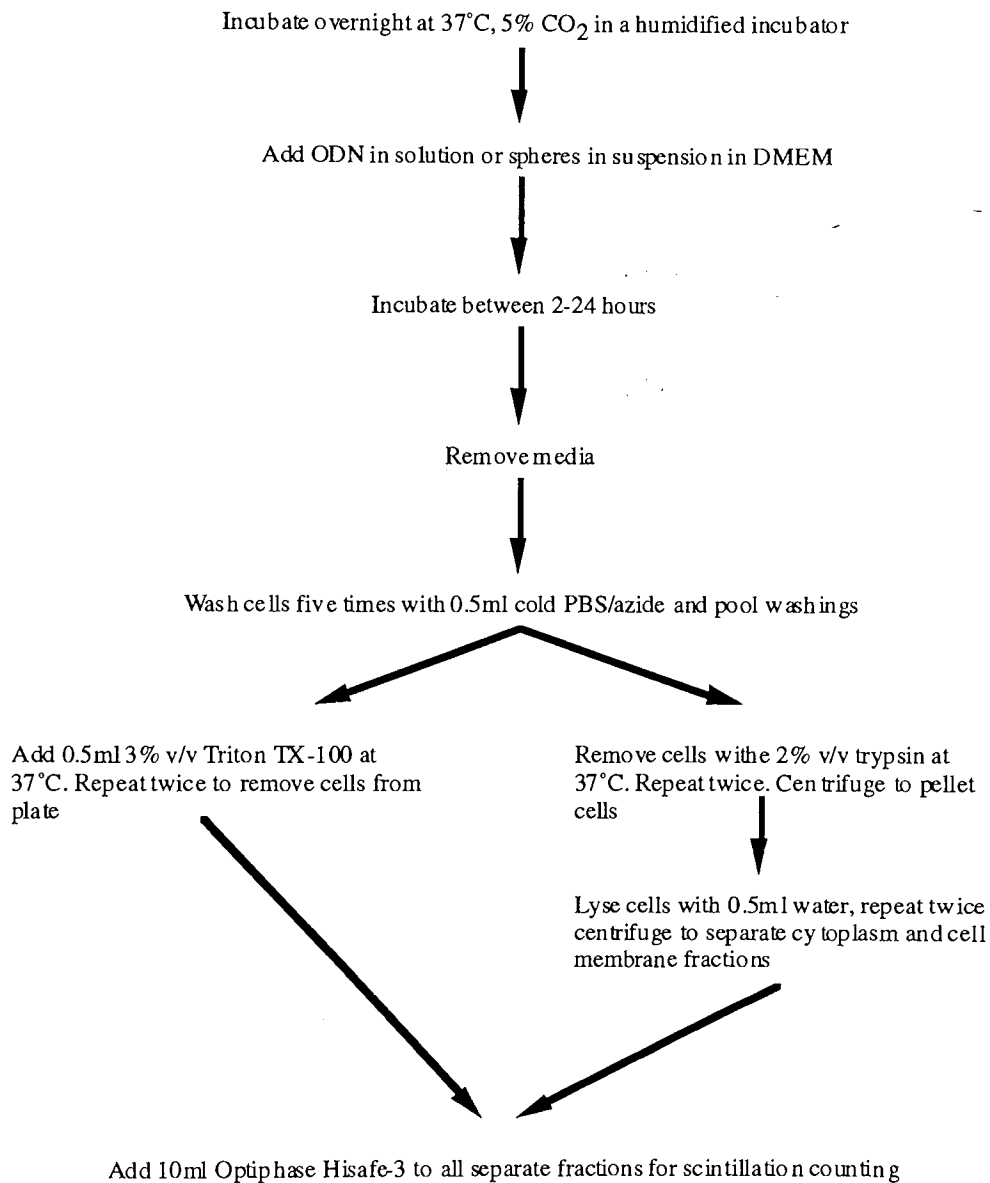 Incubate overnight at 37°C, 5% CO2 in a humidified incubator
Add ODN in solution or spheres in suspension in DMEM
Incubate between 2-24 hours
Remove media
Wash cells five times with 0.5ml cold PBS/azide and pool washings
Add 0.5ml 3% v/v Triton TX-100 at
37°C. Repeat twice to remove cells from
plate
Remove cells withe 2% v/v trypsin at
37°C. Repeat twice. Centrifuge to pellet
cells
Lyse cells with 0.5ml water, repeat twice
centrifuge to separate cytoplasm and cell
membrane fractions
Add 10ml Optiphase Hisafe-3 to all separate fractions for scintillation counting